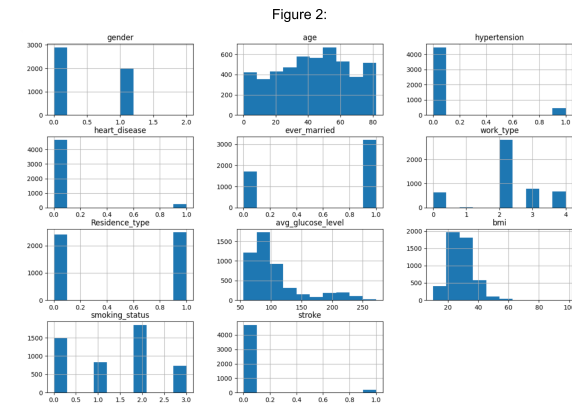 Figure 2:
gender age hypertension
3000
2000
1000
0
0.0 0.5 1.0 1.5 2.0
600
400
200
0
0 20 40 60 80
4000
3000
2000
1000
0
0.0 0.2 0.4 0.6 0.8 1.0
heart_disease ever_married work_type
4000
3000
2000
1000
0
0.0 0.2 0.4 0.6 0.8 1.0
3000
2000
1000
0
0.0 0.2 0.4 0.6 0.8 1.0
2000
1000
0
0 1 2 3 4
Residence_type avg_glucose_level bmi
2000
1000
0
0.0 0.2 0.4 0.6 0.8 1.0
1500
1000
500
0
50 100 150 200 250
2000
1500
1000
500
0
20 40 60 80
smoking_status stroke
1500
1000
500
0
0.0 0.5 1.0 1.5 2.0 2.5 3.0
4000
3000
2000
1000
0
0.0 0.2 0.4 0.6 0.8 1.0